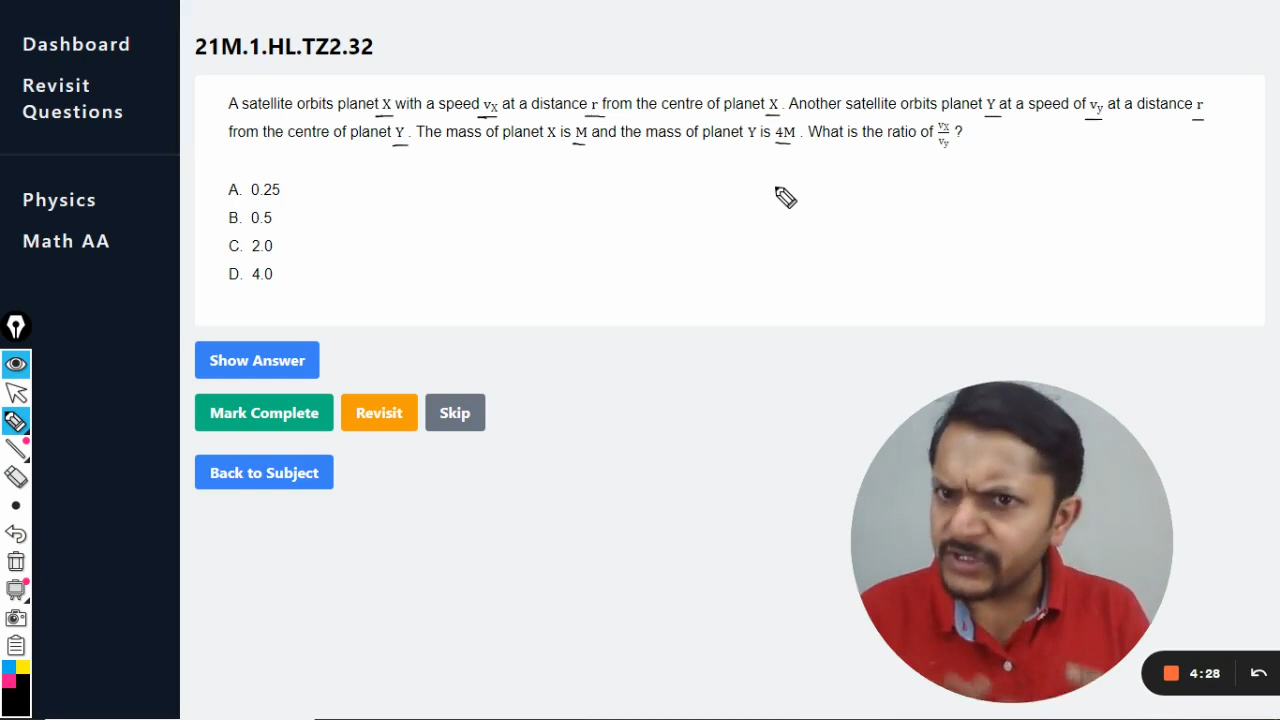 Dashboard
Revisit
Questions
Physics
Math AA
21M.1.HL.TZ2.32
A satellite orbits planet X with a speed vX at a distance r from the centre of planet X . Another satellite orbits planet Y at a speed of vy at a distance r
from the centre of planet Y . The mass of planet X is M and the mass of planet Y is 4M . What is the ratio of vX/vy ?
A. 0.25
B. 0.5
C. 2.0
D. 4.0
Show Answer
Mark Complete
Revisit
Skip
Back to Subject
4:28